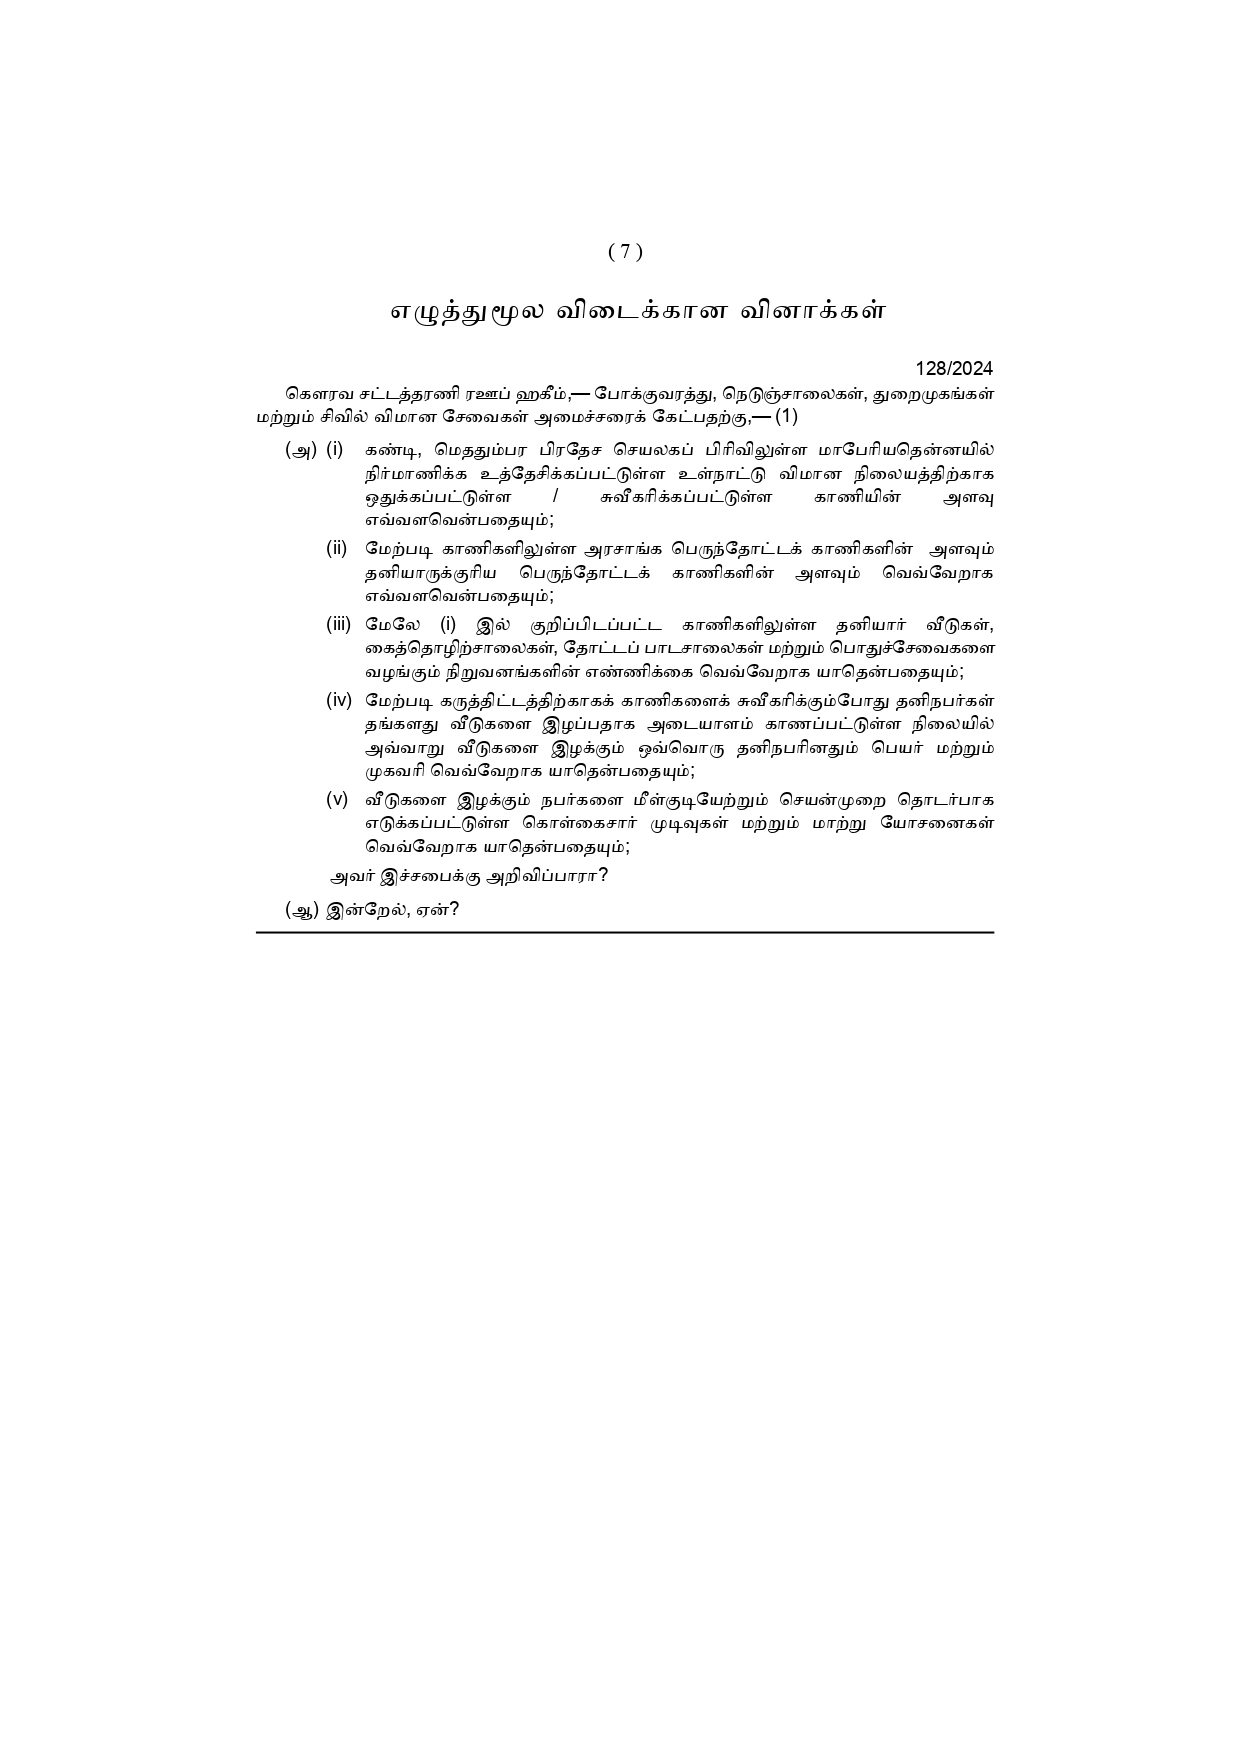 ( 7 )
எழுத்துமூல விடைக்கான வினாக்கள்
128/2024
கௌரவ சட்டத்தரணி ரஊப் ஹகீம்,— போக்குவரத்து, நெடுஞ்சாலைகள், துறைமுகங்கள்
மற்றும் சிவில் விமான சேவைகள் அமைச்சரைக் கேட்பதற்கு,— (1)
(அ) (i) கண்டி, மெததும்பர பிரதேச செயலகப் பிரிவிலுள்ள மாபேரியதென்னயில்
நிர்மாணிக்க உத்தேசிக்கப்பட்டுள்ள உள்நாட்டு விமான நிலையத்திற்காக
ஒதுக்கப்பட்டுள்ள / சுவீகரிக்கப்பட்டுள்ள காணியின் அளவு
எவ்வளவென்பதையும்;
(ii) மேற்படி காணிகளிலுள்ள அரசாங்க பெருந்தோட்டக் காணிகளின் அளவும்
தனியாருக்குரிய பெருந்தோட்டக் காணிகளின் அளவும் வெவ்வேறாக
எவ்வளவென்பதையும்;
(iii) மேலே (i) இல் குறிப்பிடப்பட்ட காணிகளிலுள்ள தனியார் வீடுகள்,
கைத்தொழிற்சாலைகள், தோட்டப் பாடசாலைகள் மற்றும் பொதுச்சேவைகளை
வழங்கும் நிறுவனங்களின் எண்ணிக்கை வெவ்வேறாக யாதென்பதையும்;
(iv) மேற்படி கருத்திட்டத்திற்காகக் காணிகளைக் சுவீகரிக்கும்போது தனிநபர்கள்
தங்களது வீடுகளை இழப்பதாக அடையாளம் காணப்பட்டுள்ள நிலையில்
அவ்வாறு வீடுகளை இழக்கும் ஒவ்வொரு தனிநபரினதும் பெயர் மற்றும்
முகவரி வெவ்வேறாக யாதென்பதையும்;
(v) வீடுகளை இழக்கும் நபர்களை மீள்குடியேற்றும் செயன்முறை தொடர்பாக
எடுக்கப்பட்டுள்ள கொள்கைசார் முடிவுகள் மற்றும் மாற்று யோசனைகள்
வெவ்வேறாக யாதென்பதையும்;
அவர் இச்சபைக்கு அறிவிப்பாரா?
(ஆ) இன்றேல், ஏன்?